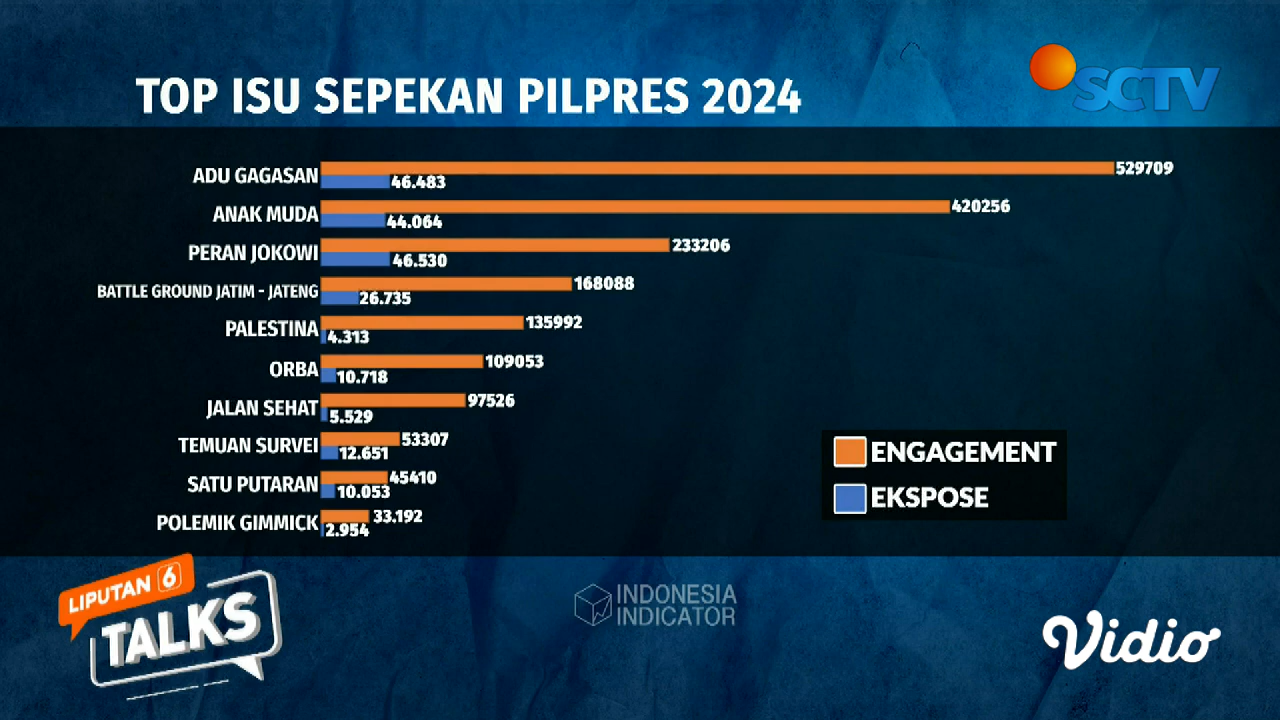 TOP ISU SEPEKAN PILPRES 2024
SCTV
ADU GAGASAN 529709
46.483
ANAK MUDA 420256
44.064
PERAN JOKOWI 233206
46.530
BATTLE GROUND JATIM - JATENG 168088
26.735
PALESTINA 135992
4.313
ORBA 109053
10.718
JALAN SEHAT 97526
5.529
TEMUAN SURVEI 53307
12.651
SATU PUTARAN 45410
10.053
POLEMIK GIMMICK 33.192
2.954
ENGAGEMENT
EKSPOSE
LIPUTAN 6
TALKS
INDONESIA
INDICATOR
Vidio